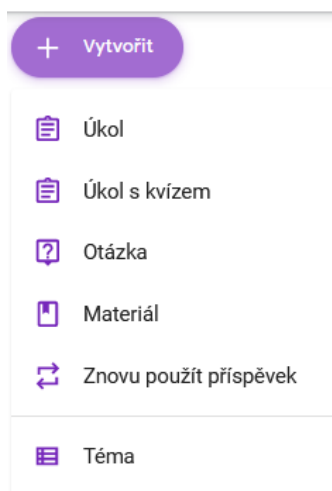 Vytvořit
Úkol
Úkol s kvízem
Otázka
Materiál
Znovu použít příspěvek
Téma